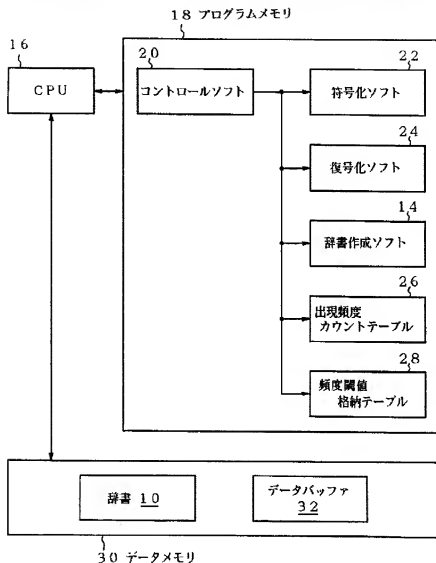 18 プログラムメモリ
16
CPU
20
コントロールソフト
22
符号化ソフト
24
復号化ソフト
14
辞書作成ソフト
26
出現頻度
カウントテーブル
28
頻度閾値
格納テーブル
辞書 10
データバッファ
32
30 データメモリ